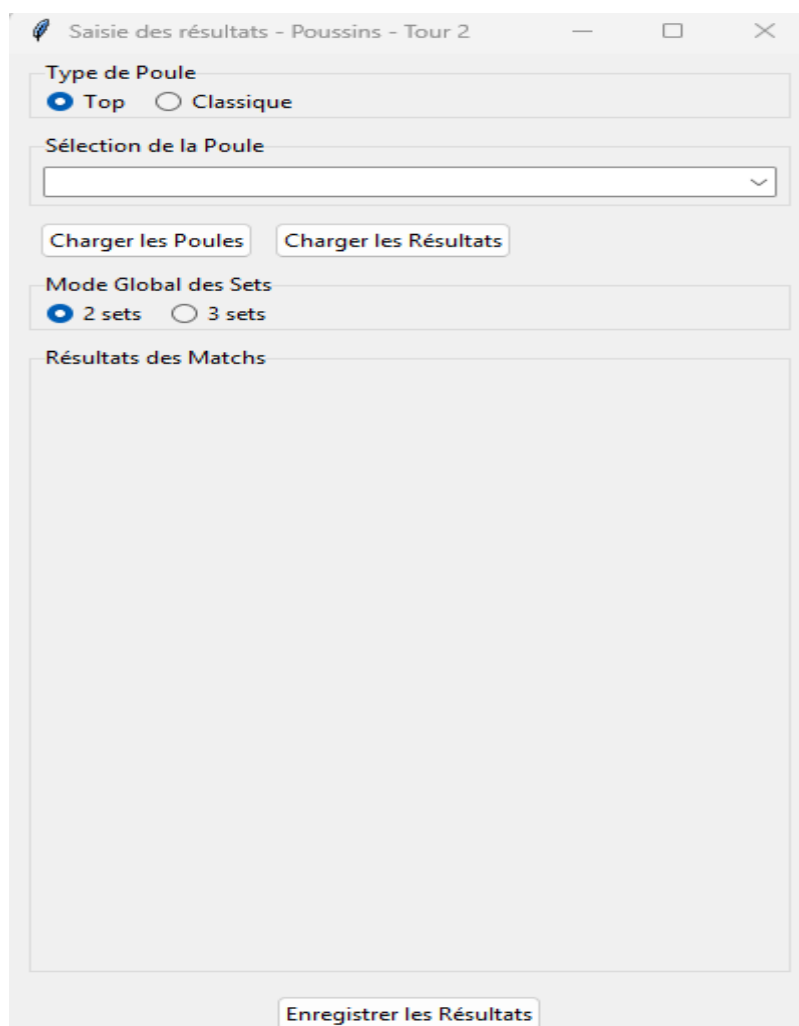 Saisie des résultats - Poussins - Tour 2
Type de Poule
Top Classique
Sélection de la Poule
Charger les Poules Charger les Résultats
Mode Global des Sets
2 sets 3 sets
Résultats des Matchs
Enregistrer les Résultats